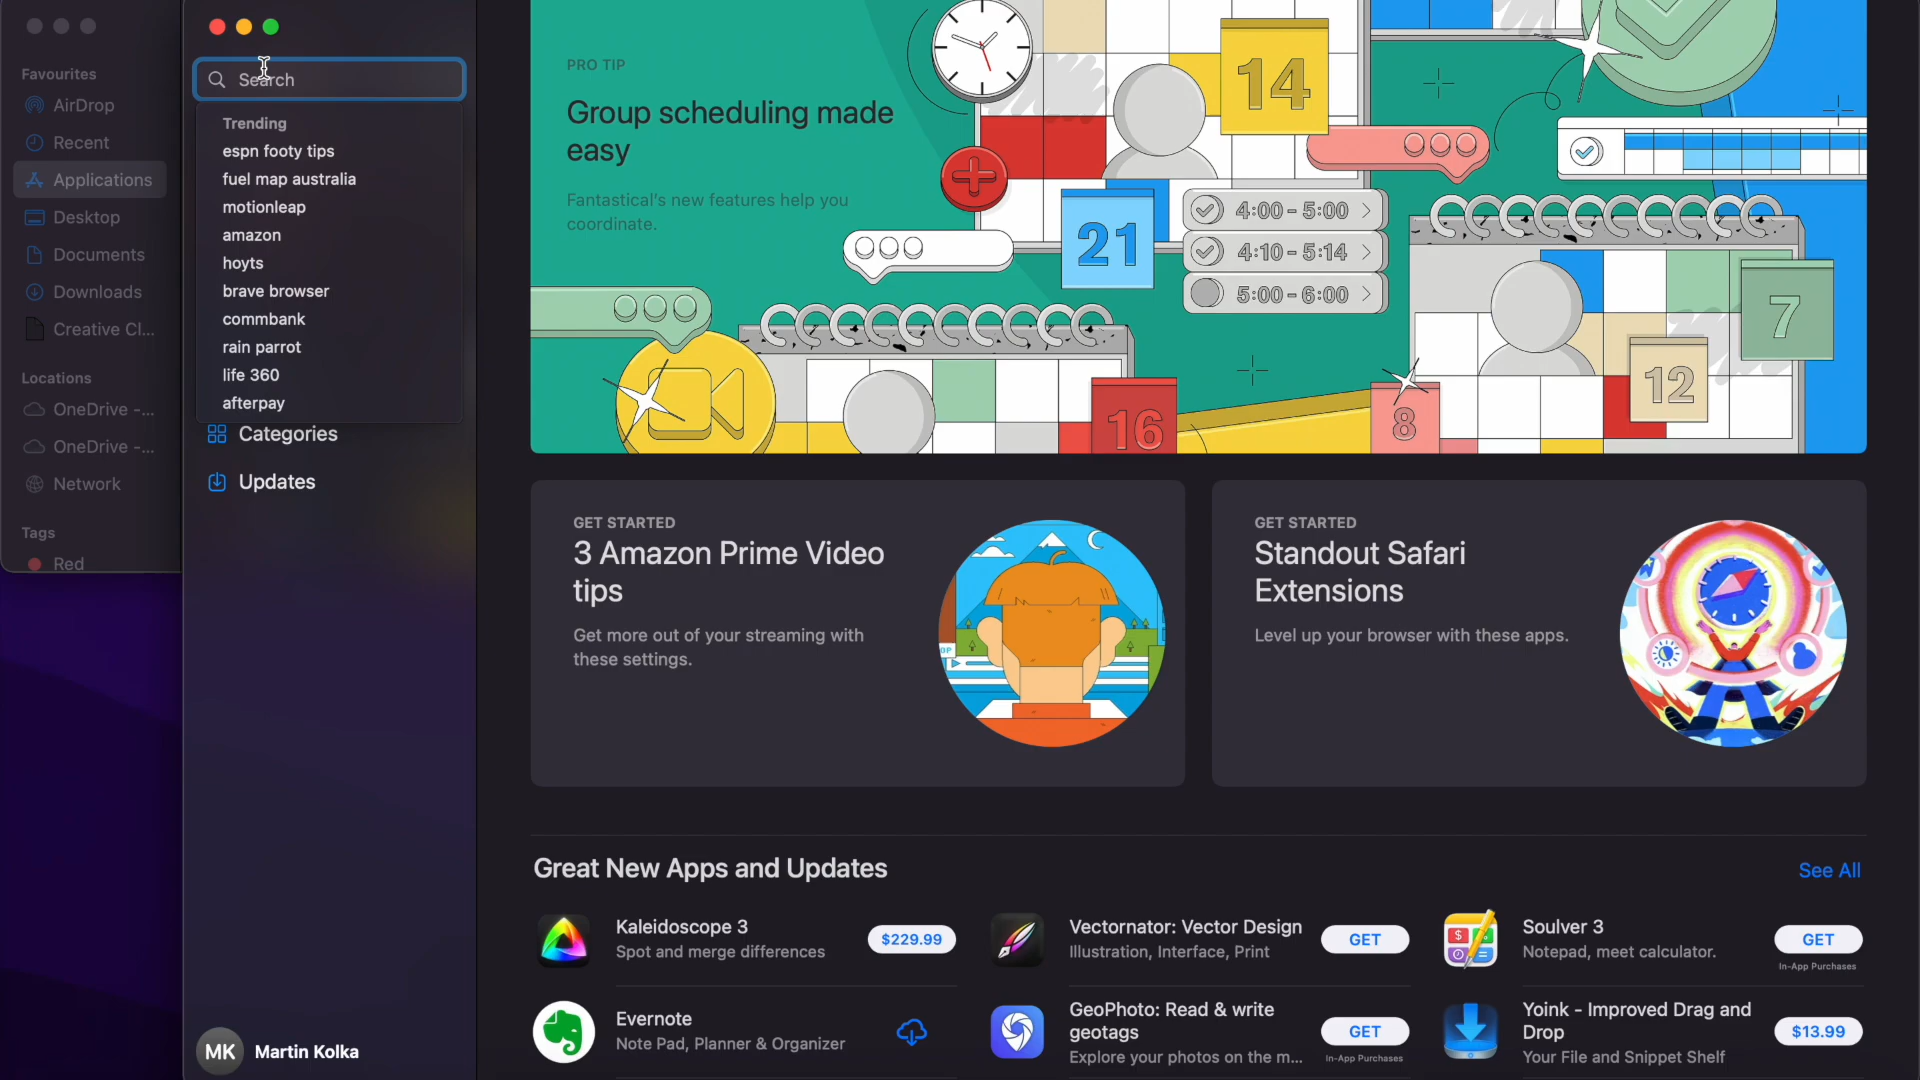 Favourites
AirDrop
Recent
Applications
Desktop
Documents
Downloads
Creative Cl...
Locations
OneDrive -...
OneDrive -...
Network
Tags
Red
Search
Trending
espn footy tips
fuel map australia
motionleap
amazon
hoyts
brave browser
commbank
rain parrot
life 360
afterpay
Categories
Updates
MK
Martin Kolka
PRO TIP
Group scheduling made
easy
Fantastical's new features help you
coordinate.
14
21
4:00 - 5:00
4:10 - 5:14
5:00 - 6:00
7
12
16
8
GET STARTED
3 Amazon Prime Video
tips
Get more out of your streaming with
these settings.
GET STARTED
Standout Safari
Extensions
Level up your browser with these apps.
Great New Apps and Updates
See All
Kaleidoscope 3
Spot and merge differences
$229.99
Vectornator: Vector Design
Illustration, Interface, Print
GET
Soulver 3
Notepad, meet calculator.
GET
In-App Purchases
Evernote
Note Pad, Planner & Organizer
GeoPhoto: Read & write
geotags
Explore your photos on the m...
GET
In-App Purchases
Yoink - Improved Drag and
Drop
Your File and Snippet Shelf
$13.99